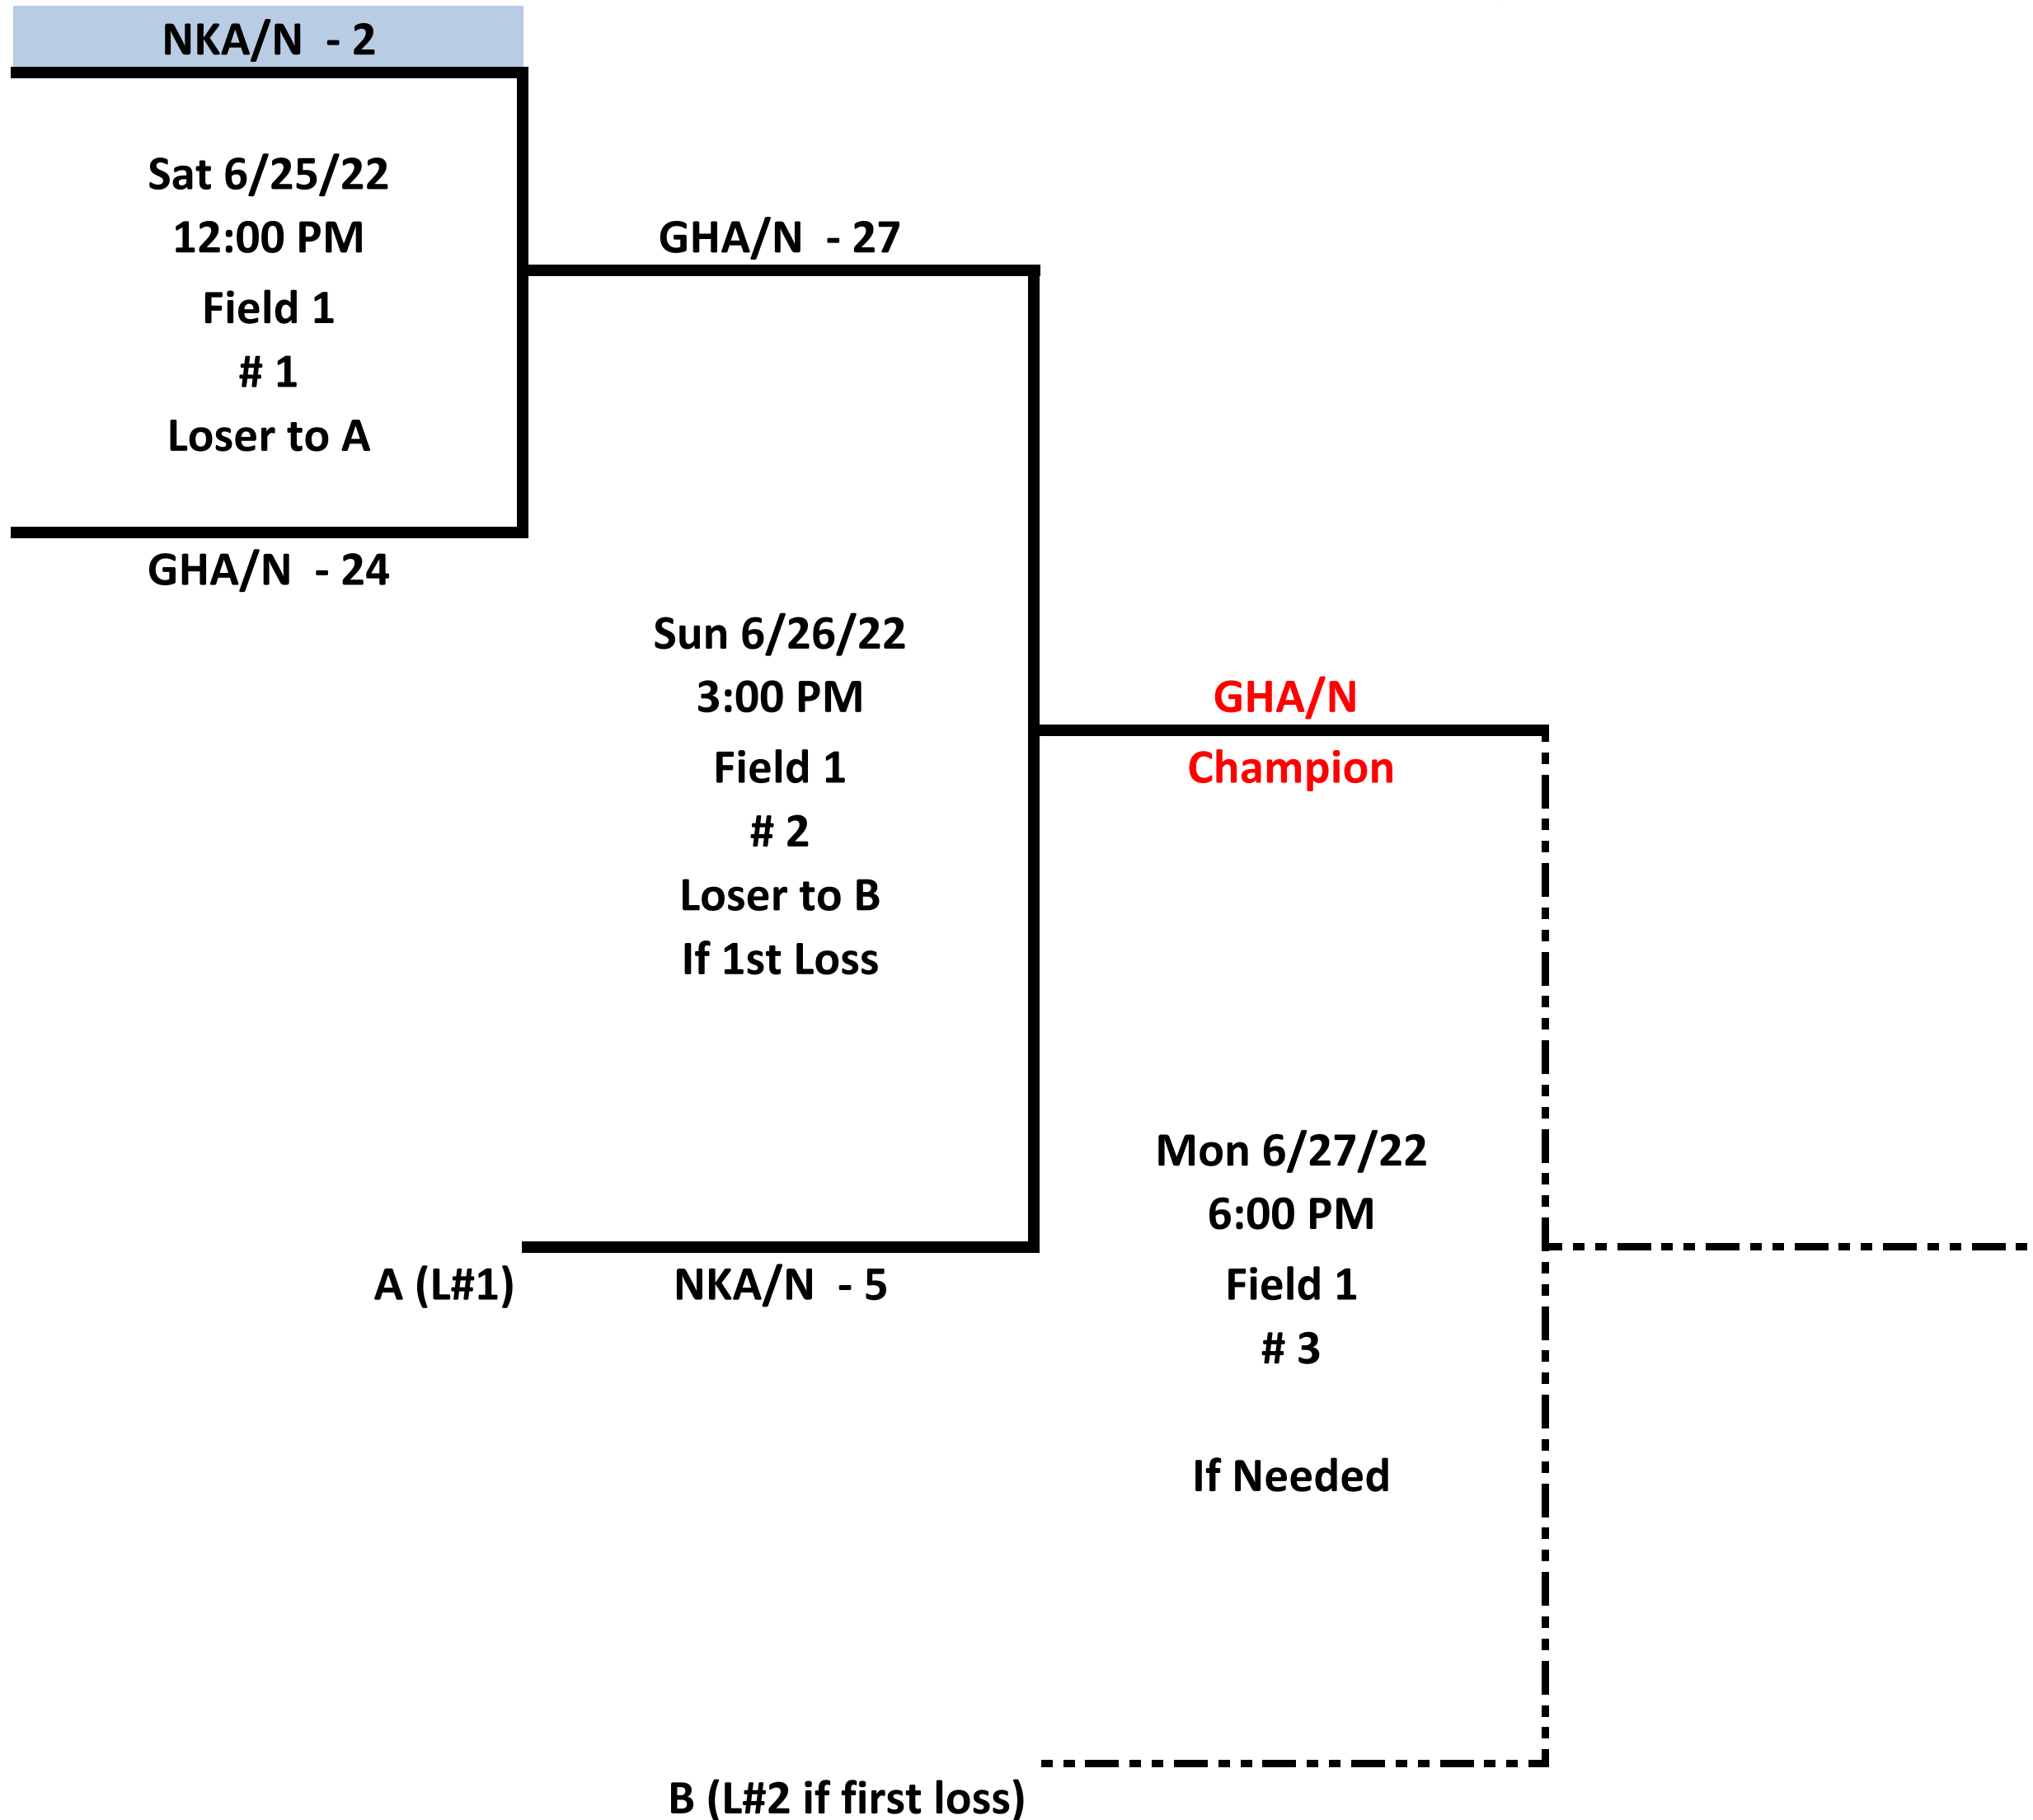 NKA/N - 2
Sat 6/25/22
12:00 PM
Field 1
# 1
Loser to A
GHA/N - 24
GHA/N - 27
Sun 6/26/22
3:00 PM
Field 1
# 2
Loser to B
If 1st Loss
A (L#1)
NKA/N - 5
GHA/N
Champion
Mon 6/27/22
6:00 PM
Field 1
# 3
If Needed
B (L#2 if first loss)